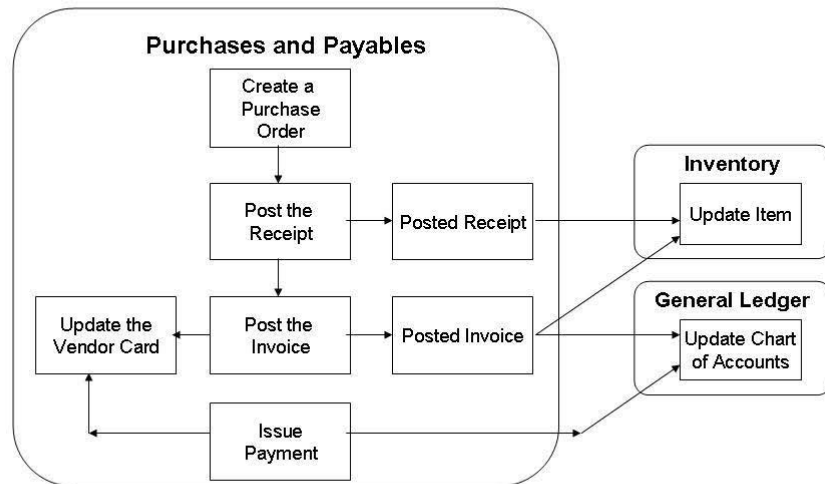 Purchases and Payables
Create a
Purchase
Order
Post the
Receipt
Posted Receipt
Inventory
Update Item
Update the
Vendor Card
Post the
Invoice
Posted Invoice
General Ledger
Update Chart
of Accounts
Issue
Payment